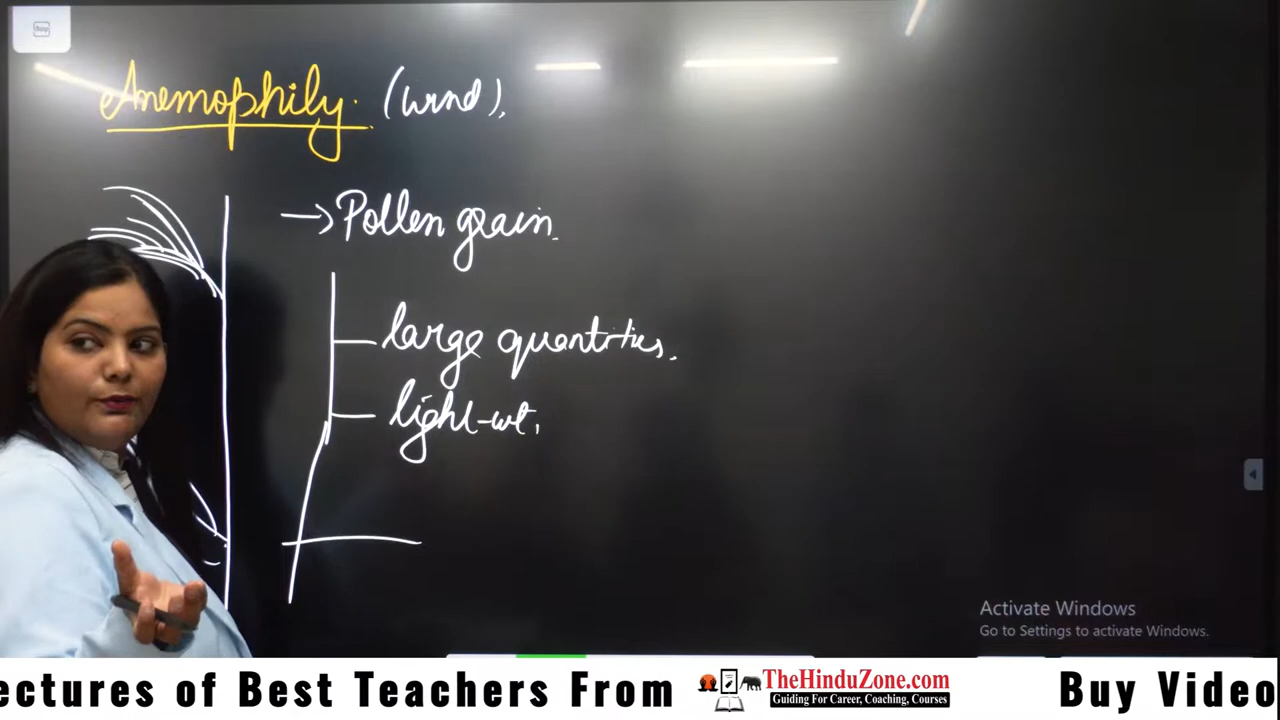 Anemophily. (wind),
→ Pollen grain.
large quantities.
light-wt.
Activate Windows
Go to Settings to activate Windows.
ectures of Best Teachers From TheHinduZone.com Buy Video
Guiding For Career, Coaching, Courses